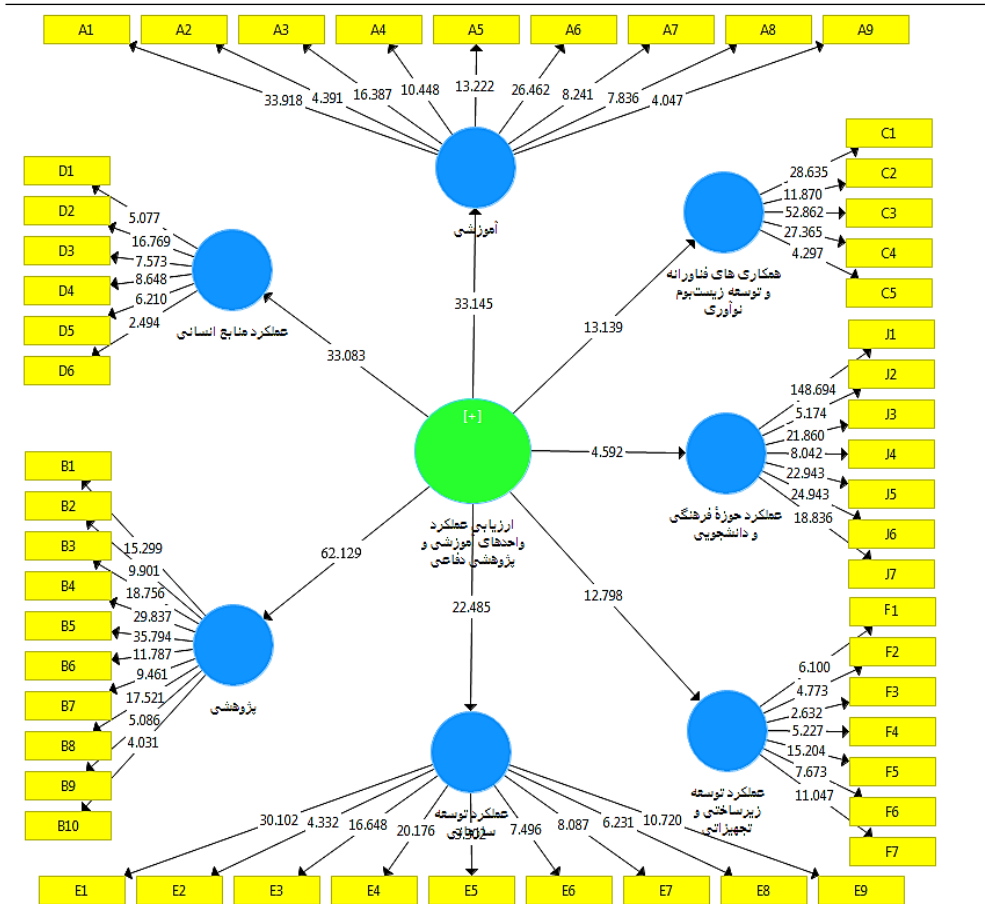 A1 A2 A3 A4 A5 A6 A7 A8 A9
33.918 4.391 16.387 10.448 13.222 26.462 8.241 7.836 4.047
آموزشی
33.145
D1
D2
D3
D4
D5
D6
5.077
16.769
7.573
8.648
6.210
2.494
عملکرد منابع انسانی
33.083
C1
C2
C3
C4
C5
28.635
11.870
52.862
27.365
4.297
همکاری های فناورانه
و توسعه زیست‌بوم
نوآوری
13.139
[+]
ارزیابی عملکرد
واحدهای آموزشی و
پژوهشی دفاعی
J1
J2
J3
J4
J5
J6
J7
148.694
5.174
21.860
8.042
22.943
24.943
18.836
عملکرد حوزهٔ فرهنگی
و دانشجویی
4.592
B1
B2
B3
B4
B5
B6
B7
B8
B9
B10
15.299
9.901
18.756
29.837
35.794
11.787
9.461
17.521
5.086
4.031
پژوهشی
62.129
22.485
12.798
F1
F2
F3
F4
F5
F6
F7
6.100
4.773
2.632
5.227
15.204
7.673
11.047
عملکرد توسعه
زیرساختی و
تجهیزاتی
عملکرد توسعه
سازمانی
30.102 4.332 16.648 20.176 7.496 8.087 6.231 10.720
E1 E2 E3 E4 E5 E6 E7 E8 E9